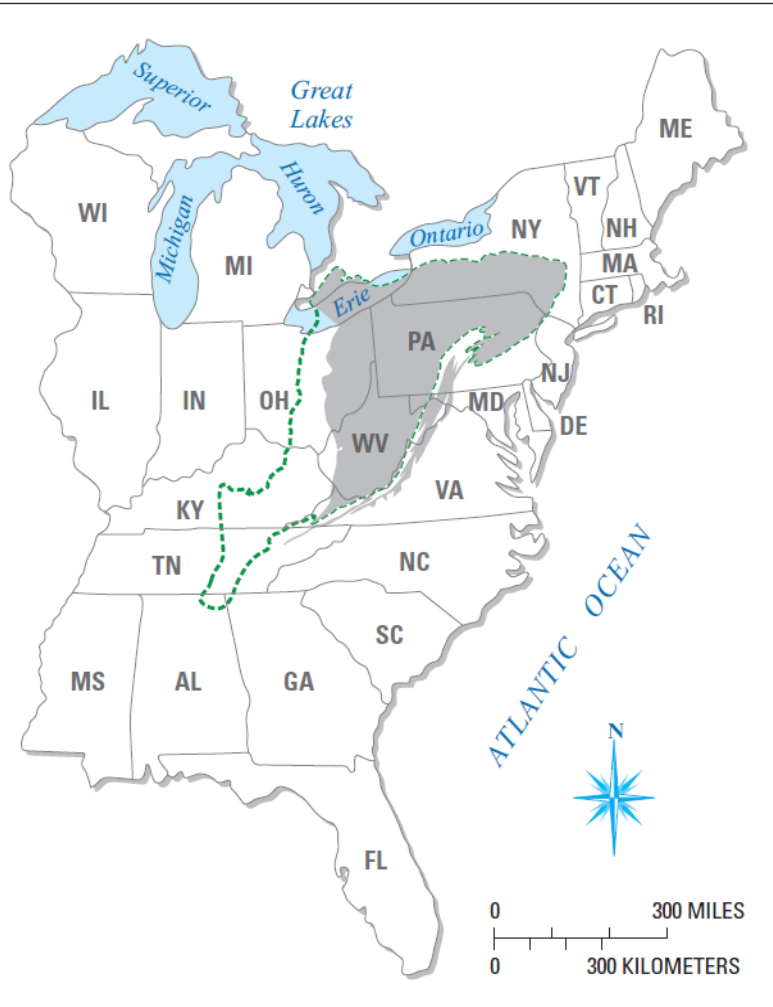 Superior
Great
Lakes
ME
Huron
VT
WI
Michigan
NH
Ontario
NY
MI
MA
CT
Erie
RI
PA
NJ
IL
IN
OH
MD
DE
WV
VA
KY
TN
NC
ATLANTIC OCEAN
SC
MS
AL
GA
N
FL
0 300 MILES
0 300 KILOMETERS